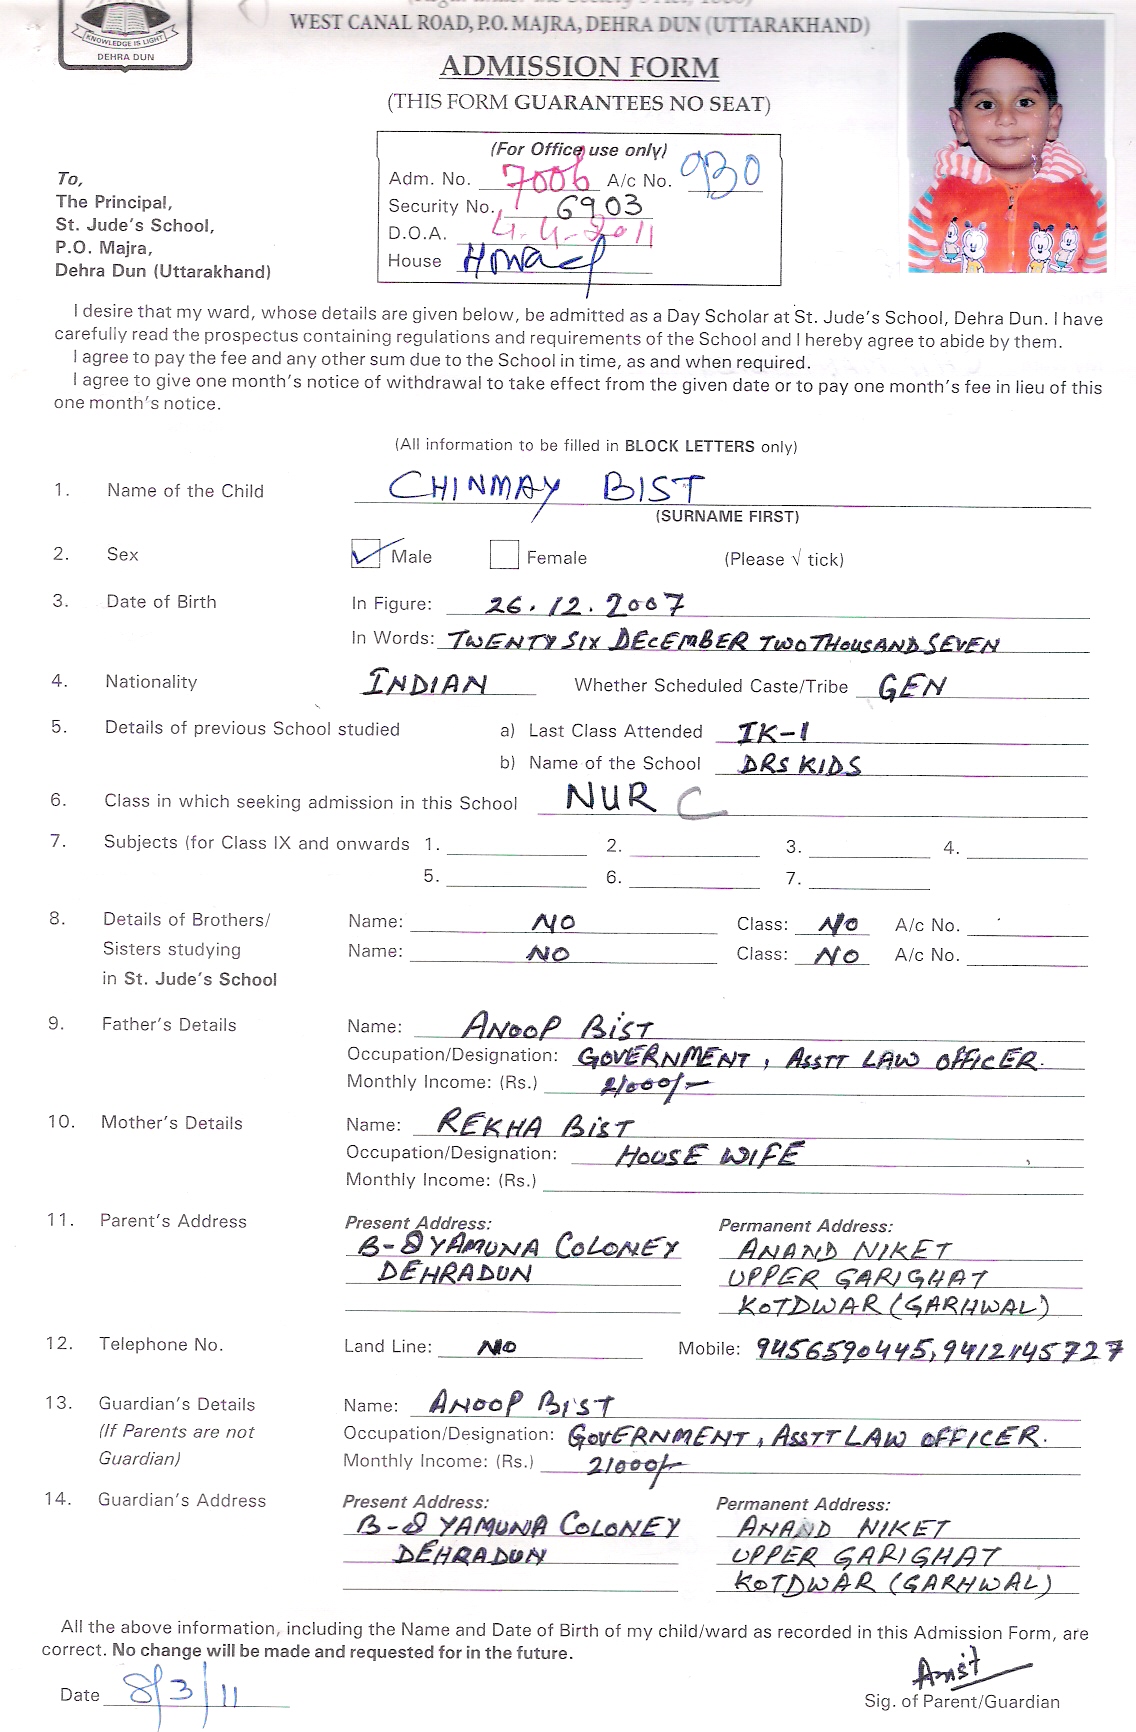 KNOWLEDGE IS LIGHT
DEHRA DUN
WEST CANAL ROAD, P.O. MAJRA, DEHRA DUN (UTTARAKHAND)
ADMISSION FORM
(THIS FORM GUARANTEES NO SEAT)
(For Office use only)
Adm. No. 7006 A/c No. 930
Security No. 6903
D.O.A. 4-4-2011
House
To,
The Principal,
St. Jude's School,
P.O. Majra,
Dehra Dun (Uttarakhand)
I desire that my ward, whose details are given below, be admitted as a Day Scholar at St. Jude's School, Dehra Dun. I have
carefully read the prospectus containing regulations and requirements of the School and I hereby agree to abide by them.
I agree to pay the fee and any other sum due to the School in time, as and when required.
I agree to give one month's notice of withdrawal to take effect from the given date or to pay one month's fee in lieu of this
one month's notice.
(All information to be filled in BLOCK LETTERS only)
1. Name of the Child CHINMAY BIST
(SURNAME FIRST)
2. Sex ✓ Male Female (Please √ tick)
3. Date of Birth In Figure: 26.12.2007
In Words: TWENTY SIX DECEMBER TWO THOUSAND SEVEN
4. Nationality INDIAN Whether Scheduled Caste/Tribe GEN
5. Details of previous School studied a) Last Class Attended IK-1
b) Name of the School DRS KIDS
6. Class in which seeking admission in this School NUR C
7. Subjects (for Class IX and onwards 1. 2. 3. 4.
5. 6. 7.
8. Details of Brothers/ Name: NO Class: NO A/c No.
Sisters studying Name: NO Class: NO A/c No.
in St. Jude's School
9. Father's Details Name: ANOOP BIST
Occupation/Designation: GOVERNMENT, ASSTT LAW OFFICER.
Monthly Income: (Rs.) 21000/-
10. Mother's Details Name: REKHA BIST
Occupation/Designation: HOUSE WIFE
Monthly Income: (Rs.)
11. Parent's Address Present Address: Permanent Address:
B-8 YAMUNA COLONEY ANAND NIKET
DEHRADUN UPPER GARIGHAT
KOTDWAR (GARHWAL)
12. Telephone No. Land Line: NO Mobile: 9456590445, 9412145727
13. Guardian's Details Name: ANOOP BIST
(If Parents are not Occupation/Designation: GOVERNMENT, ASSTT LAW OFFICER.
Guardian) Monthly Income: (Rs.) 21000/-
14. Guardian's Address Present Address: Permanent Address:
B-8 YAMUNA COLONEY ANAND NIKET
DEHRADUN UPPER GARIGHAT
KOTDWAR (GARHWAL)
All the above information, including the Name and Date of Birth of my child/ward as recorded in this Admission Form, are
correct. No change will be made and requested for in the future.
Date 8/3/11
Sig. of Parent/Guardian